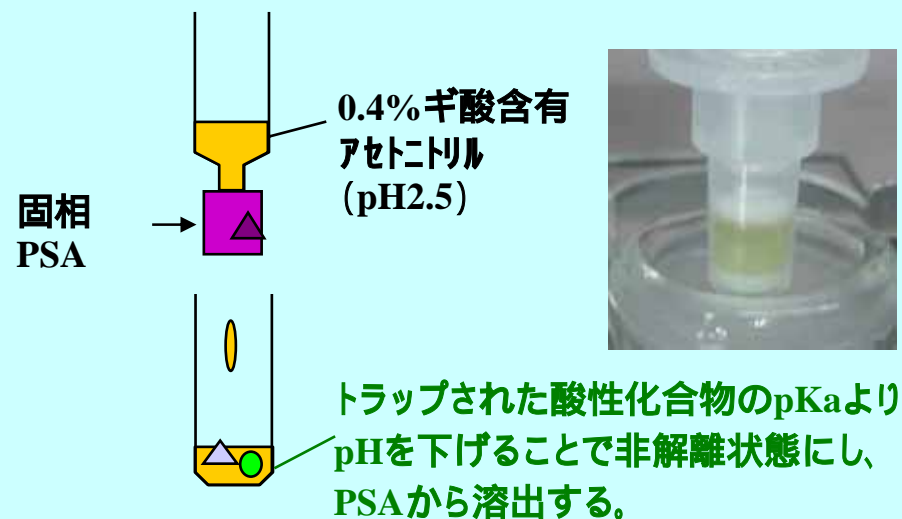 0.4%ギ酸含有
アセトニトリル
(pH2.5)
固相
PSA
トラップされた酸性化合物のpKaより
pHを下げることで非解離状態にし、
PSAから溶出する。